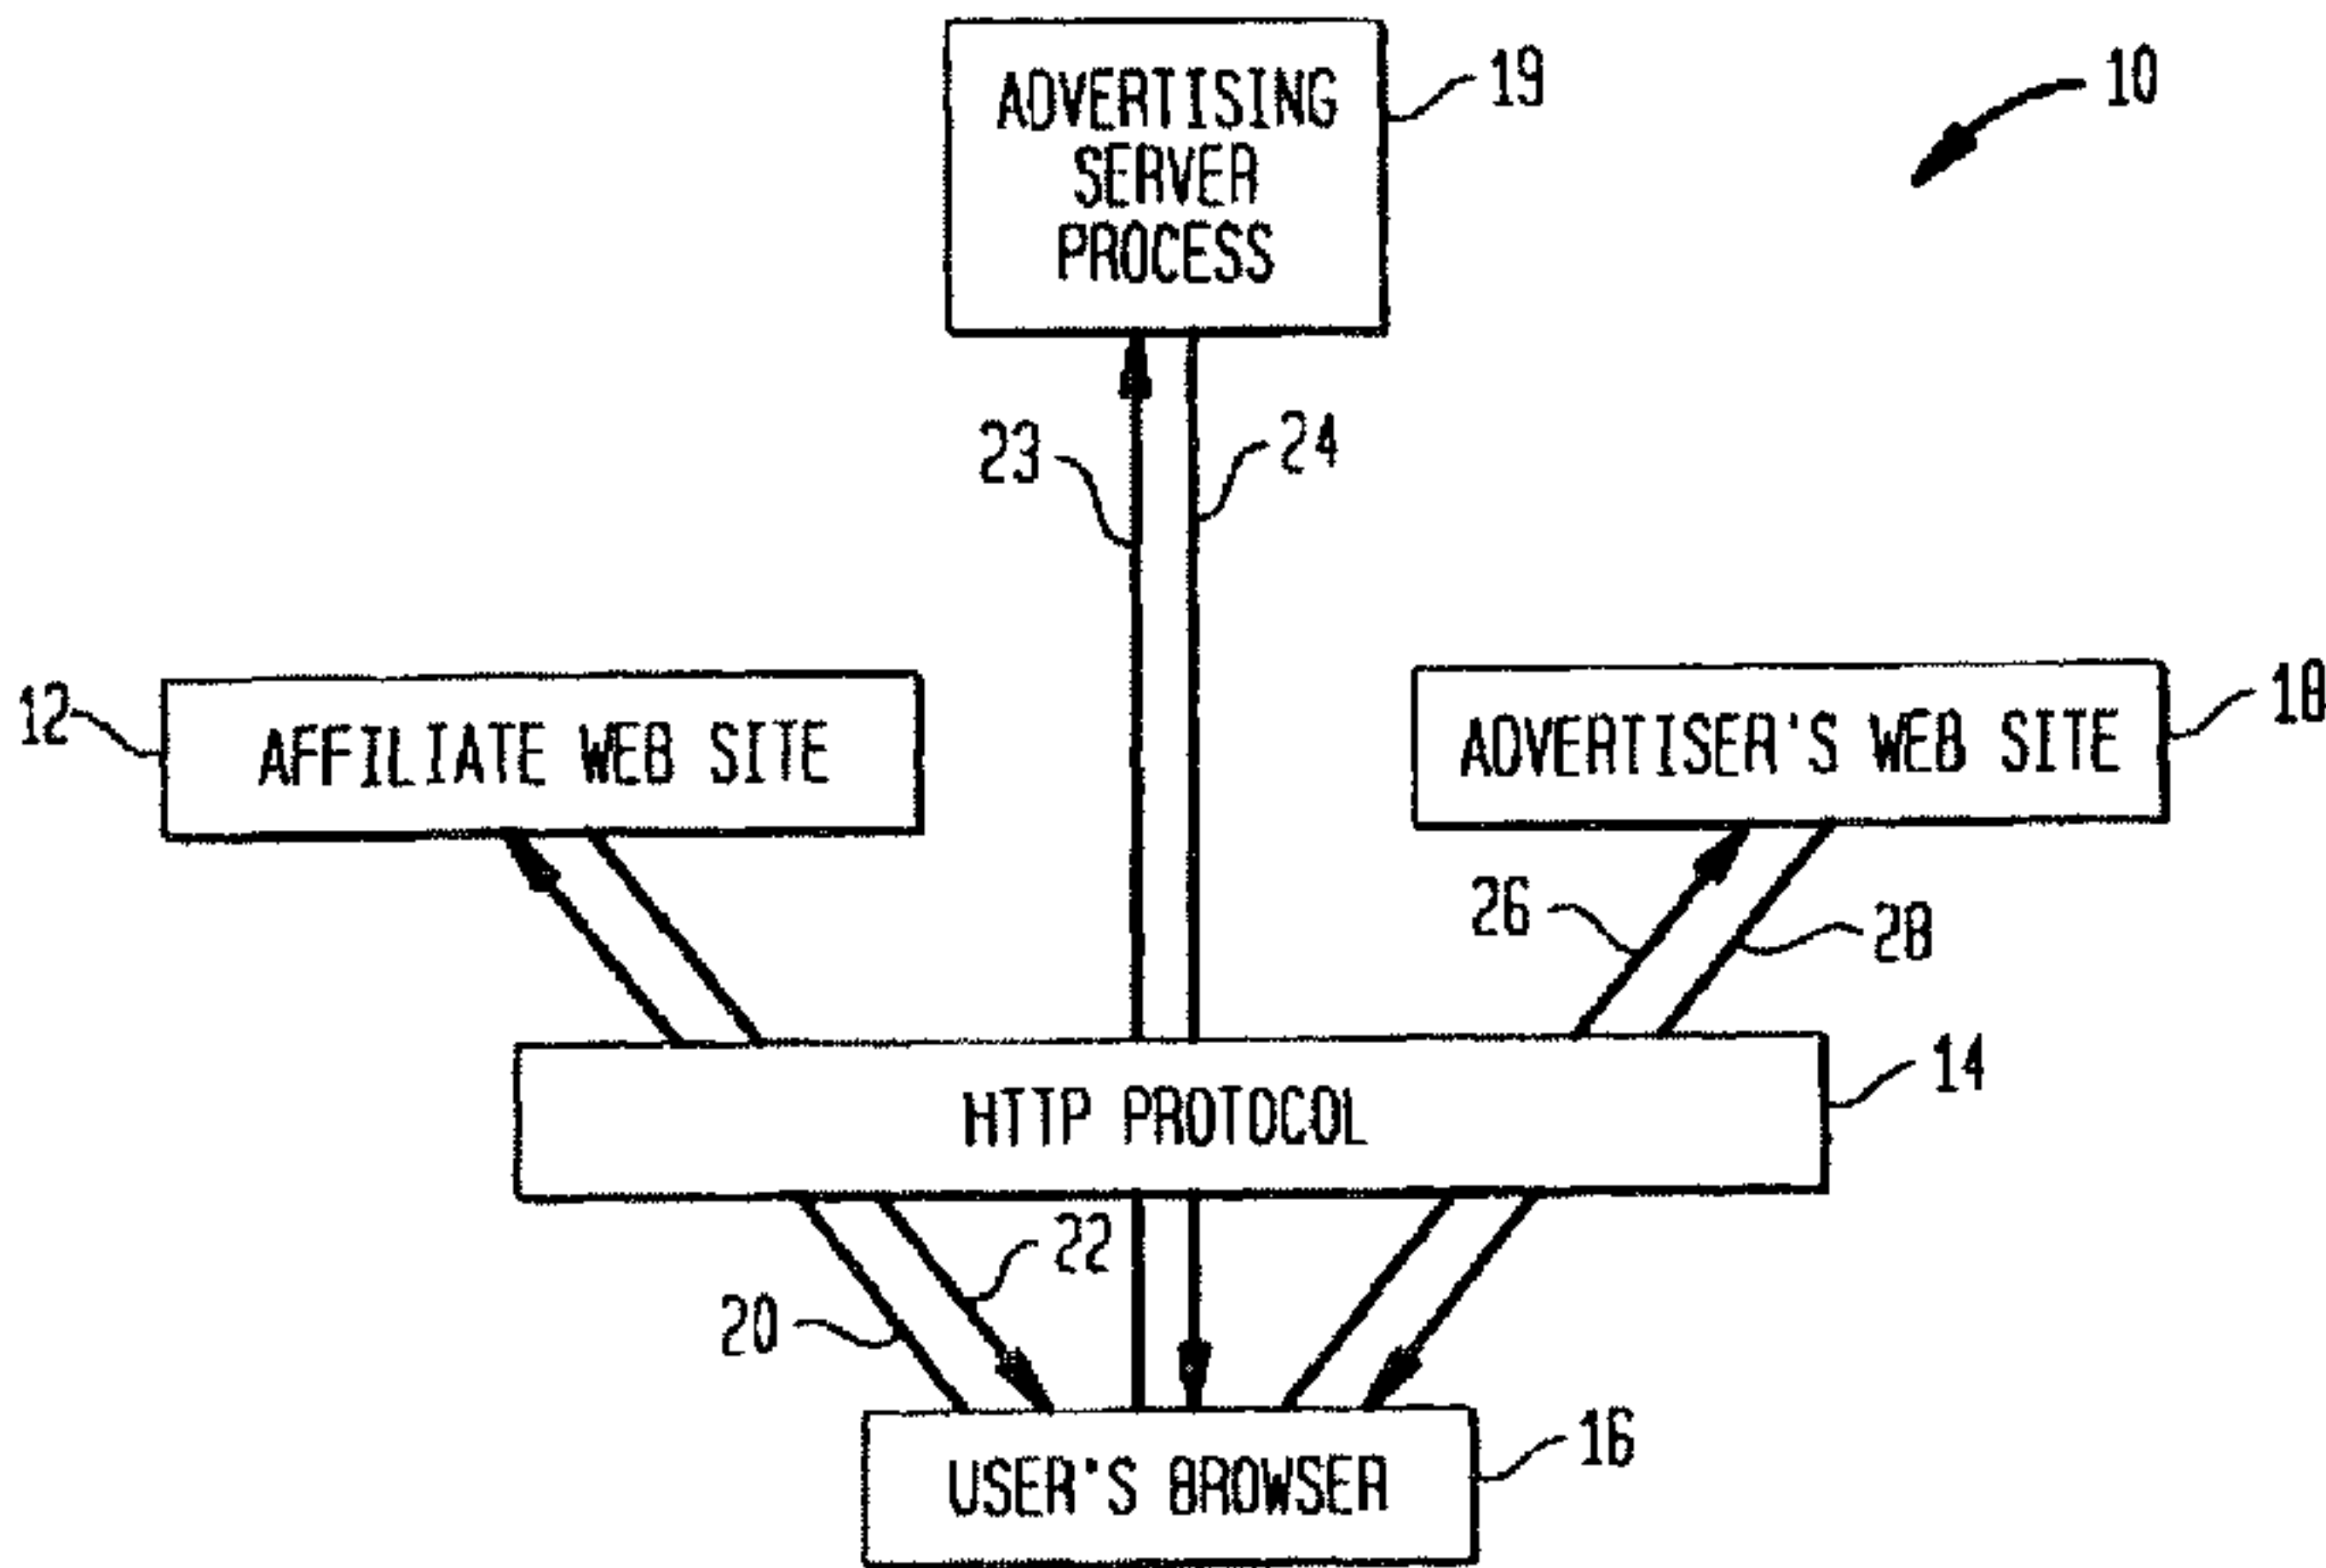 ADVERTISING
SERVER
PROCESS
19
10
23
24
12
AFFILIATE WEB SITE
ADVERTISER'S WEB SITE
18
26
28
HTTP PROTOCOL
14
22
20
USER'S BROWSER
16